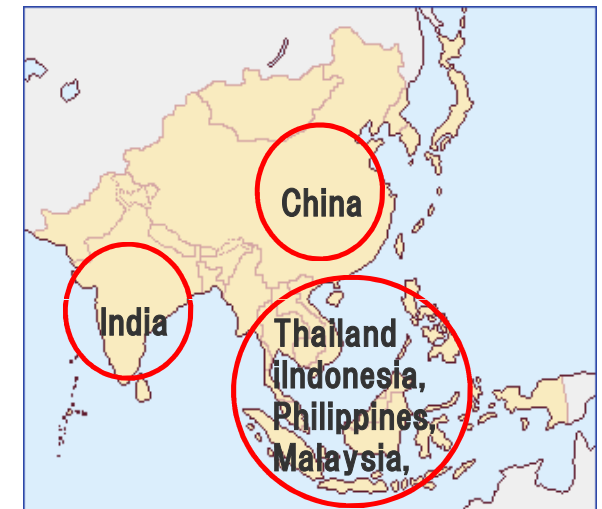 China
India
Thailand
iIndonesia,
Philippines,
Malaysia,